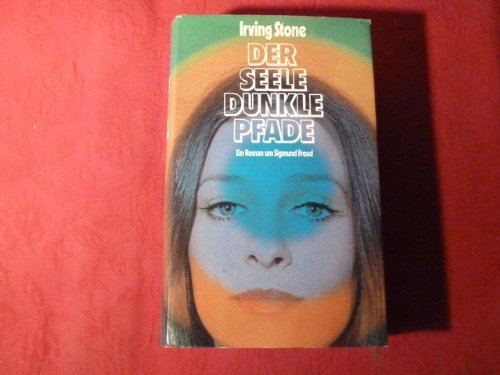 Irving Stone
DER
SEELE
DUNKLE
PFADE
Ein Roman um Sigmund Freud